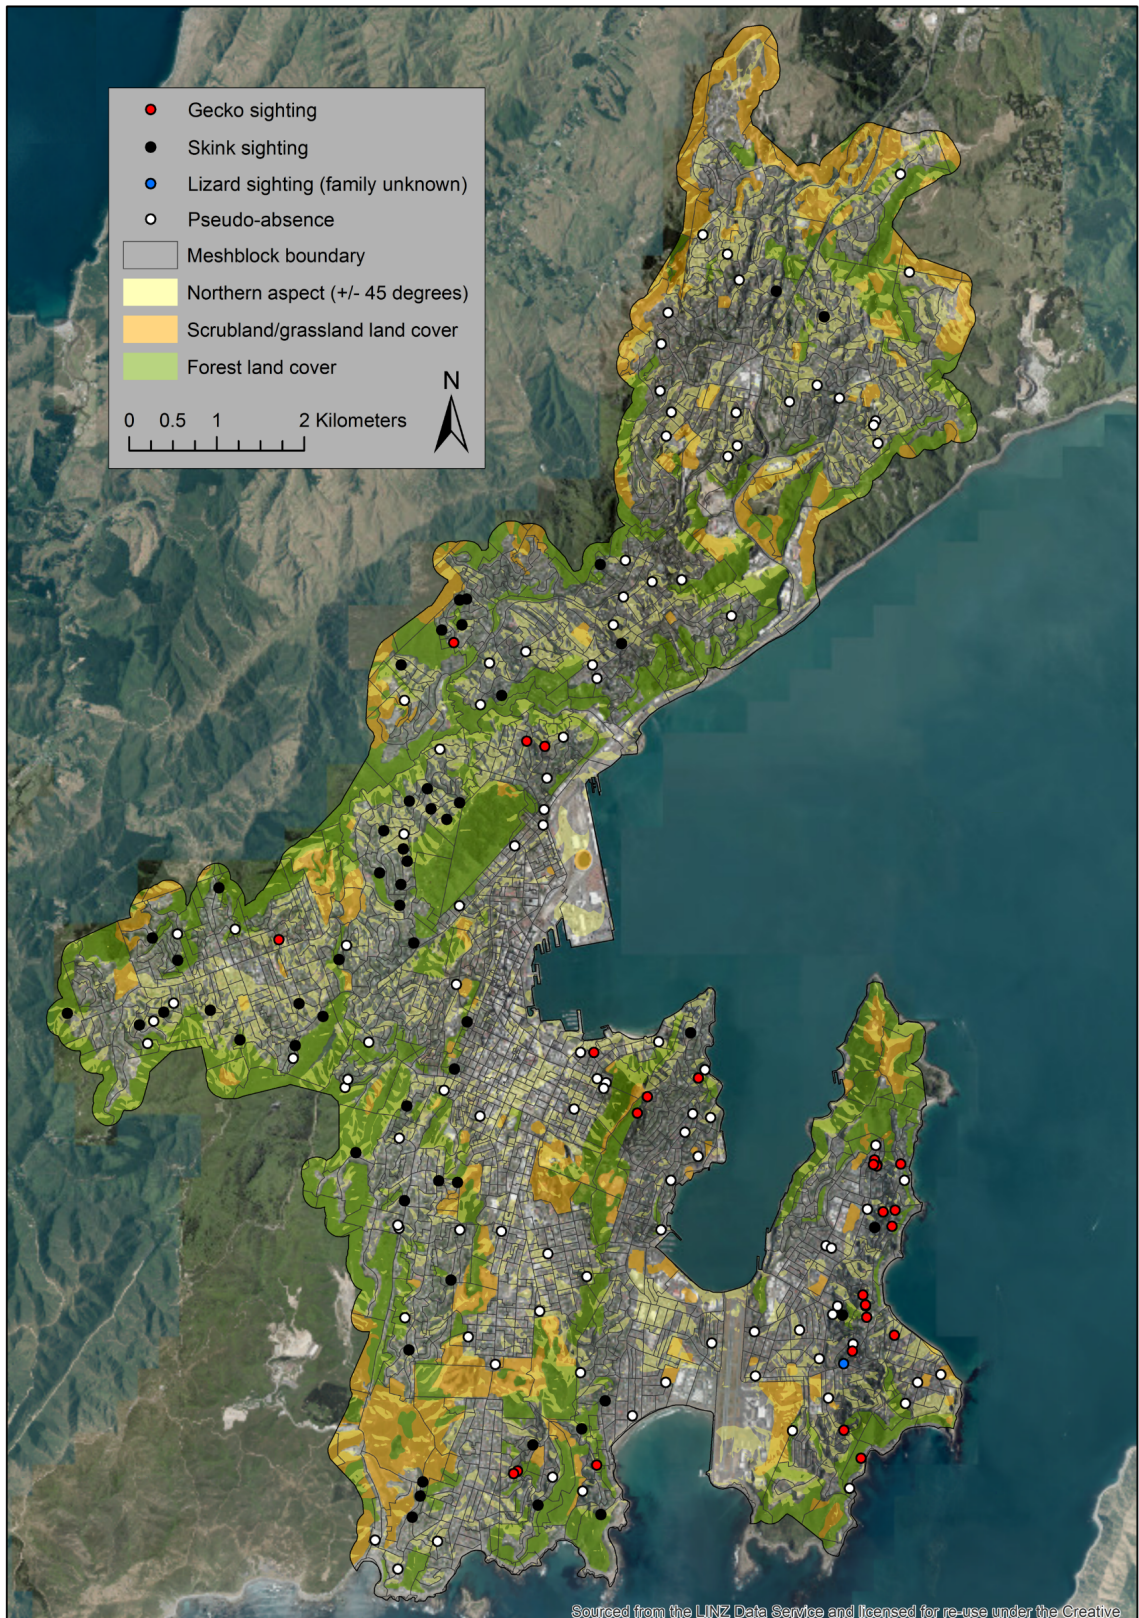 Gecko sighting
Skink sighting
Lizard sighting (family unknown)
Pseudo-absence
Meshblock boundary
Northern aspect (+/- 45 degrees)
Scrubland/grassland land cover
Forest land cover
N
0 0.5 1 2 Kilometers
Sourced from the LINZ Data Service and licensed for re-use under the Creative